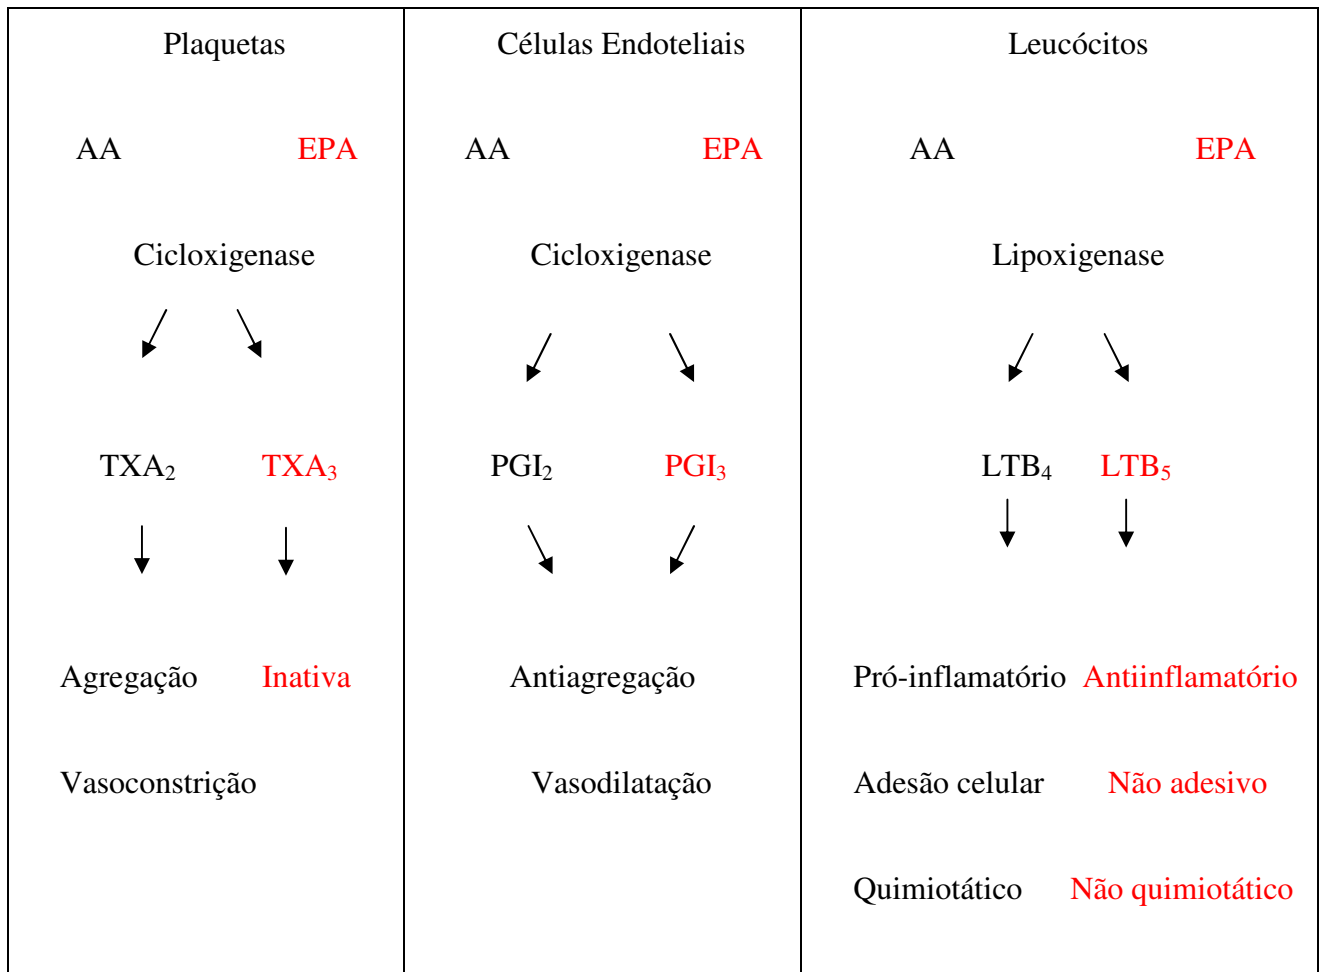 Plaquetas
AA EPA
Cicloxigenase
TXA₂ TXA₃
Agregação Inativa
Vasoconstrição
Células Endoteliais
AA EPA
Cicloxigenase
PGI₂ PGI₃
Antiagregação
Vasodilatação
Leucócitos
AA EPA
Lipoxigenase
LTB₄ LTB₅
Pró-inflamatório Antiinflamatório
Adesão celular Não adesivo
Quimiotático Não quimiotático